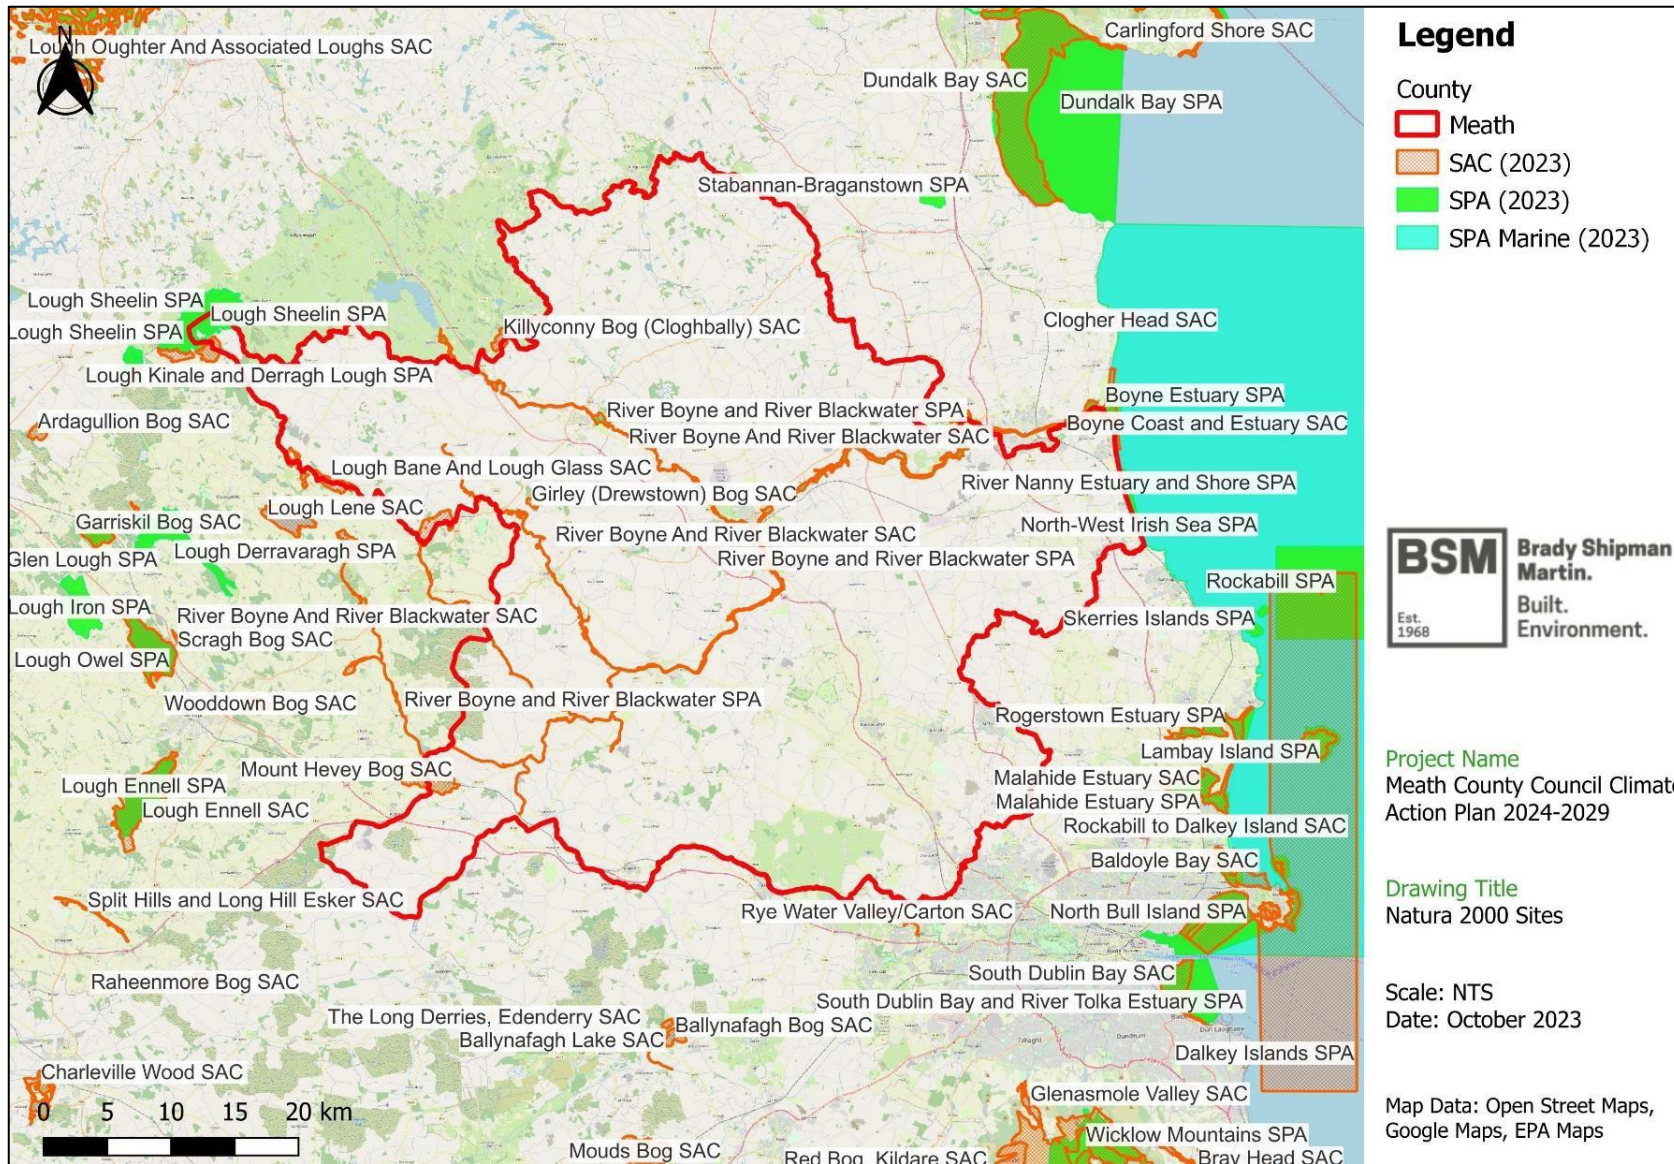 Lough Oughter And Associated Loughs SAC
N
Carlingford Shore SAC
Dundalk Bay SAC
Dundalk Bay SPA
Stabannan-Braganstown SPA
Lough Sheelin SPA
Lough Sheelin SPA
Lough Sheelin SPA
Killyconny Bog (Cloghbally) SAC
Clogher Head SAC
Lough Kinale and Derragh Lough SPA
Boyne Estuary SPA
River Boyne and River Blackwater SPA
Ardagullion Bog SAC
Boyne Coast and Estuary SAC
River Boyne And River Blackwater SAC
Lough Bane And Lough Glass SAC
River Nanny Estuary and Shore SPA
Girley (Drewstown) Bog SAC
Lough Lene SAC
Garriskil Bog SAC
North-West Irish Sea SPA
River Boyne And River Blackwater SAC
Lough Derravaragh SPA
Glen Lough SPA
River Boyne and River Blackwater SPA
Rockabill SPA
Lough Iron SPA
River Boyne And River Blackwater SAC
Skerries Islands SPA
Scragh Bog SAC
Lough Owel SPA
Wooddown Bog SAC
River Boyne and River Blackwater SPA
Rogerstown Estuary SPA
Lambay Island SPA
Mount Hevey Bog SAC
Malahide Estuary SAC
Lough Ennell SPA
Malahide Estuary SPA
Lough Ennell SAC
Rockabill to Dalkey Island SAC
Baldoyle Bay SAC
Split Hills and Long Hill Esker SAC
Rye Water Valley/Carton SAC
North Bull Island SPA
Raheenmore Bog SAC
South Dublin Bay SAC
South Dublin Bay and River Tolka Estuary SPA
The Long Derries, Edenderry SAC
Ballynafagh Bog SAC
Ballynafagh Lake SAC
Tallaght
Dundrum
Dún Laoghaire
Dalkey Islands SPA
Charleville Wood SAC
Glenasmole Valley SAC
0 5 10 15 20 km
Wicklow Mountains SPA
Mouds Bog SAC
Red Bog, Kildare SAC
Bray Head SAC
Legend
County
Meath
SAC (2023)
SPA (2023)
SPA Marine (2023)
BSM
Est.
1968
Brady Shipman
Martin.
Built.
Environment.
Project Name
Meath County Council Climate
Action Plan 2024-2029
Drawing Title
Natura 2000 Sites
Scale: NTS
Date: October 2023
Map Data: Open Street Maps,
Google Maps, EPA Maps